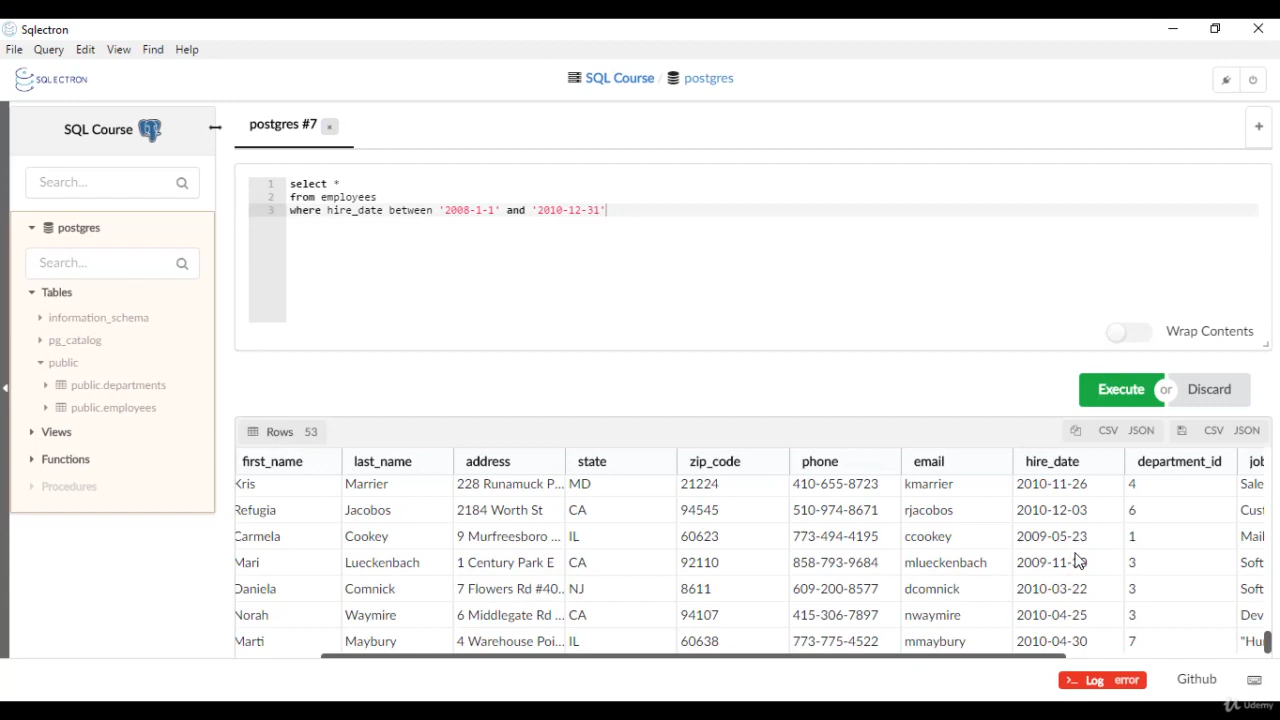 Sqlectron
File Query Edit View Find Help
SQLECTRON
SQL Course / postgres
SQL Course
postgres #7 ×
+
Search...
1 select *
2 from employees
3 where hire_date between '2008-1-1' and '2010-12-31'
postgres
Search...
Tables
information_schema
pg_catalog
public
public.departments
public.employees
Views
Functions
Procedures
Wrap Contents
Execute or Discard
Rows 53 CSV JSON CSV JSON
first_name last_name address state zip_code phone email hire_date department_id job
Kris Marrier 228 Runamuck P... MD 21224 410-655-8723 kmarrier 2010-11-26 4 Sale
Refugia Jacobos 2184 Worth St CA 94545 510-974-8671 rjacobos 2010-12-03 6 Cust
Carmela Cookey 9 Murfreesboro ... IL 60623 773-494-4195 ccookey 2009-05-23 1 Mail
Mari Lueckenbach 1 Century Park E CA 92110 858-793-9684 mlueckenbach 3 Soft
Daniela Comnick 7 Flowers Rd #40... NJ 8611 609-200-8577 dcomnick 2010-03-22 3 Soft
Norah Waymire 6 Middlegate Rd ... CA 94107 415-306-7897 nwaymire 2010-04-25 3 Dev
Marti Maybury 4 Warehouse Poi... IL 60638 773-775-4522 mmaybury 2010-04-30 7 "Hu
>_ Log error Github
Udemy